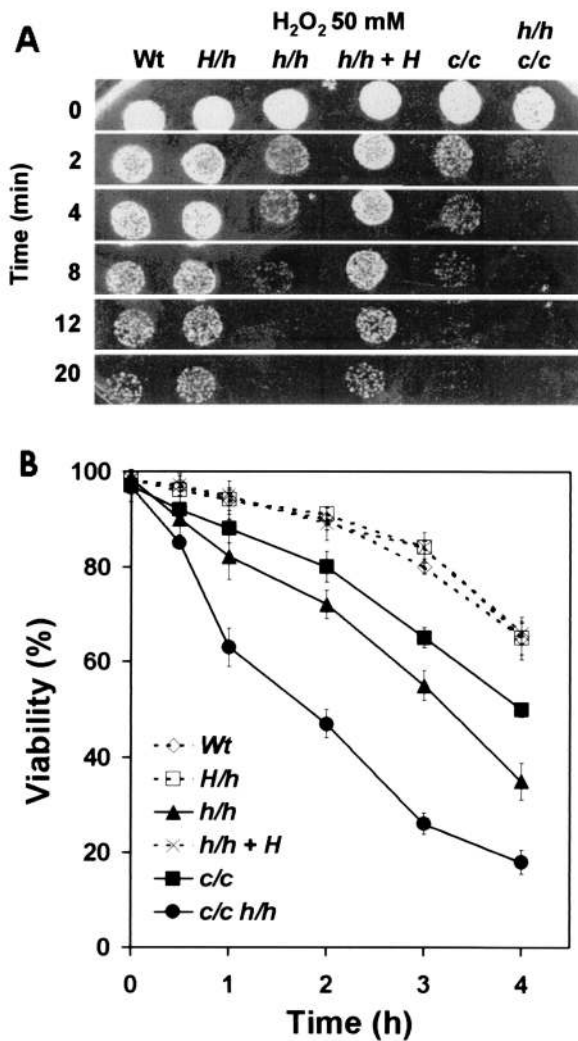 A
H₂O₂ 50 mM
h/h
Wt H/h h/h h/h + H c/c c/c
Time (min)
0
2
4
8
12
20
B
Viability (%)
100
80
60
40
20
0
Wt
H/h
h/h
h/h + H
c/c
c/c h/h
0 1 2 3 4
Time (h)